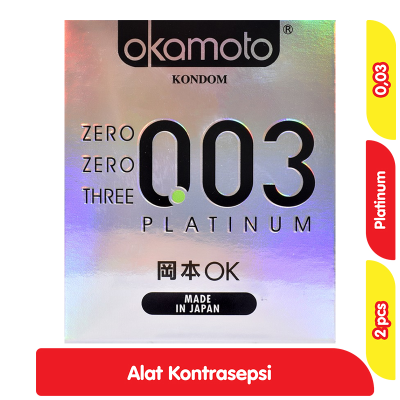 okamoto®
KONDOM
ZERO
ZERO
THREE
0.03
PLATINUM
岡本OK
MADE
IN JAPAN
0,03
Platinum
2 pcs
Alat Kontrasepsi